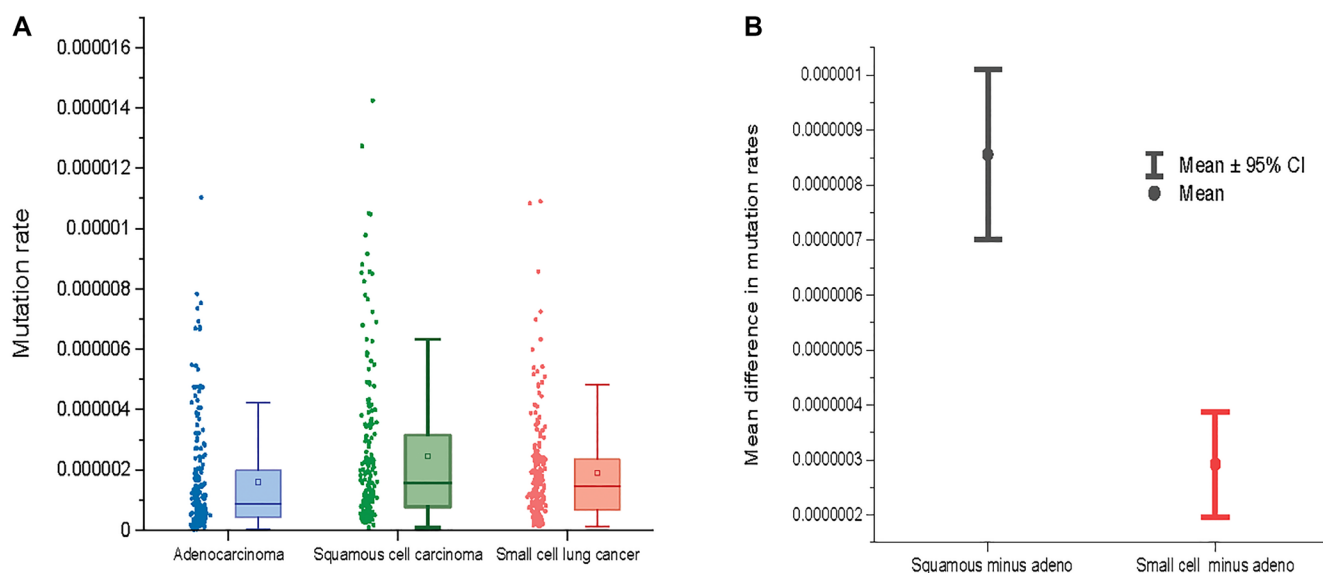 A
Mutation rate
0.000016
0.000014
0.000012
0.00001
0.000008
0.000006
0.000004
0.000002
0
Adenocarcinoma
Squamous cell carcinoma
Small cell lung cancer
B
Mean difference in mutation rates
0.000001
0.0000009
0.0000008
0.0000007
0.0000006
0.0000005
0.0000004
0.0000003
0.0000002
Mean ± 95% CI
Mean
Squamous minus adeno
Small cell minus adeno